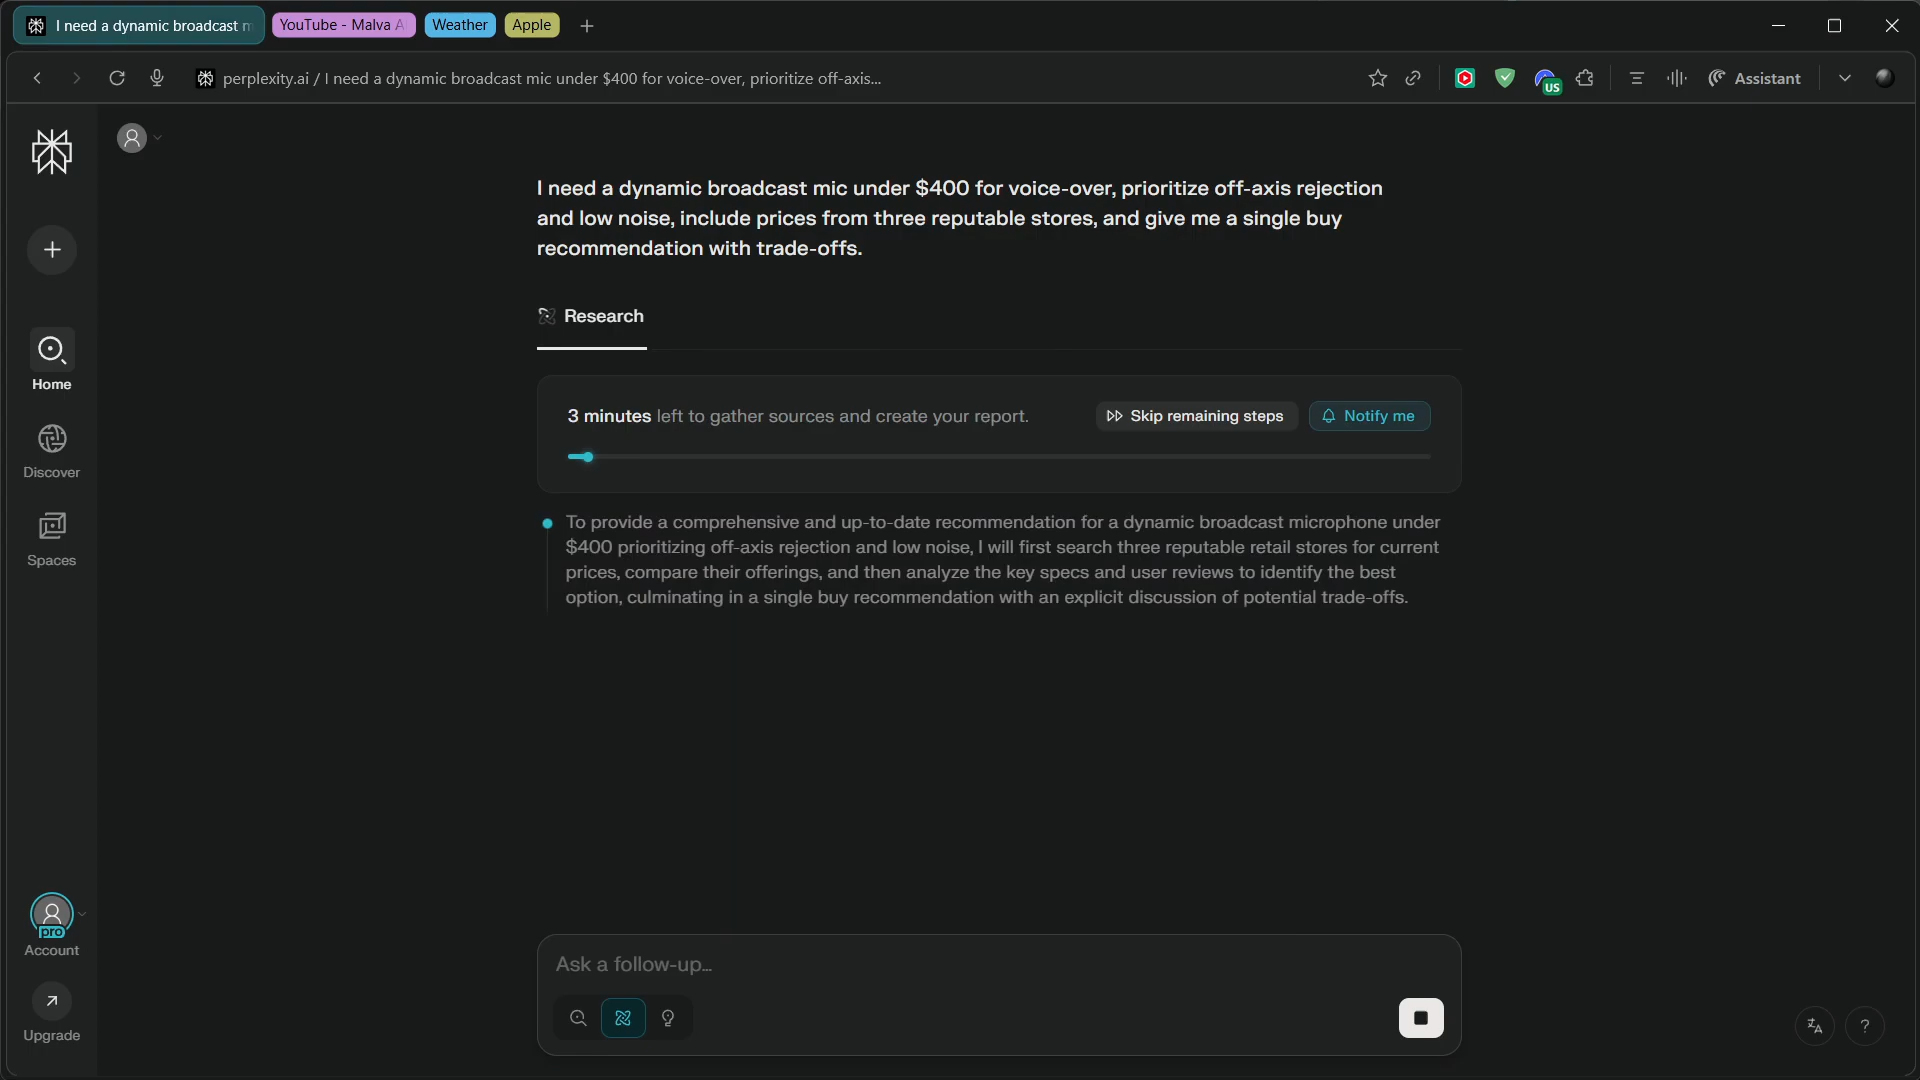 I need a dynamic broadcast m
YouTube - Malva A
Weather
Apple
perplexity.ai / I need a dynamic broadcast mic under $400 for voice-over, prioritize off-axis...
US
Assistant
I need a dynamic broadcast mic under $400 for voice-over, prioritize off-axis rejection
and low noise, include prices from three reputable stores, and give me a single buy
recommendation with trade-offs.
Home
Discover
Spaces
Research
3 minutes left to gather sources and create your report.
Skip remaining steps
Notify me
To provide a comprehensive and up-to-date recommendation for a dynamic broadcast microphone under
$400 prioritizing off-axis rejection and low noise, I will first search three reputable retail stores for current
prices, compare their offerings, and then analyze the key specs and user reviews to identify the best
option, culminating in a single buy recommendation with an explicit discussion of potential trade-offs.
pro
Account
Upgrade
Ask a follow-up...
?